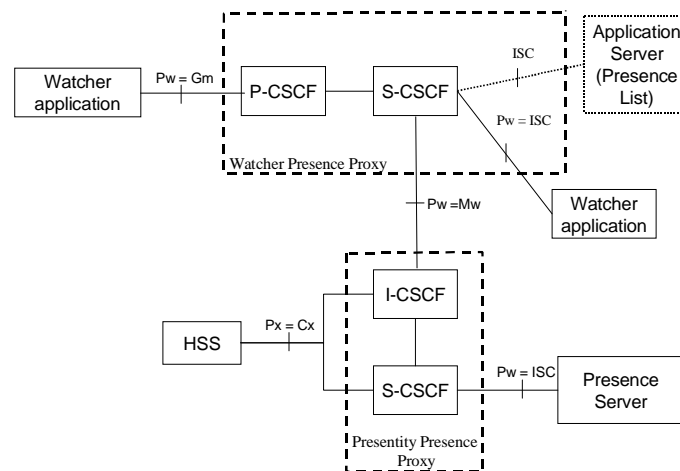 Application
Server
(Presence
List)
ISC
Watcher
application
Pw = Gm
P-CSCF
S-CSCF
Pw = ISC
Watcher Presence Proxy
Watcher
application
Pw =Mw
I-CSCF
HSS
Px = Cx
S-CSCF
Pw = ISC
Presence
Server
Presentity Presence
Proxy